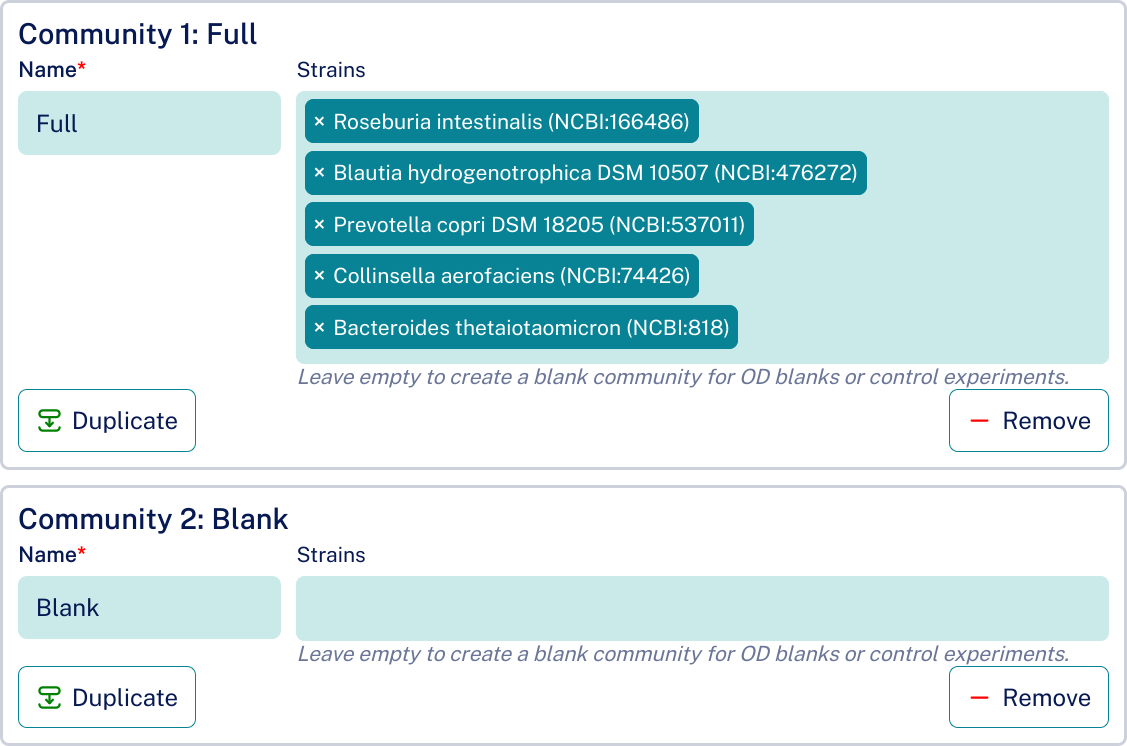 Community 1: Full
Name* Strains
Full
× Roseburia intestinalis (NCBI:166486)
× Blautia hydrogenotrophica DSM 10507 (NCBI:476272)
× Prevotella copri DSM 18205 (NCBI:537011)
× Collinsella aerofaciens (NCBI:74426)
× Bacteroides thetaiotaomicron (NCBI:818)
Leave empty to create a blank community for OD blanks or control experiments.
Duplicate Remove
Community 2: Blank
Name* Strains
Blank
Leave empty to create a blank community for OD blanks or control experiments.
Duplicate Remove